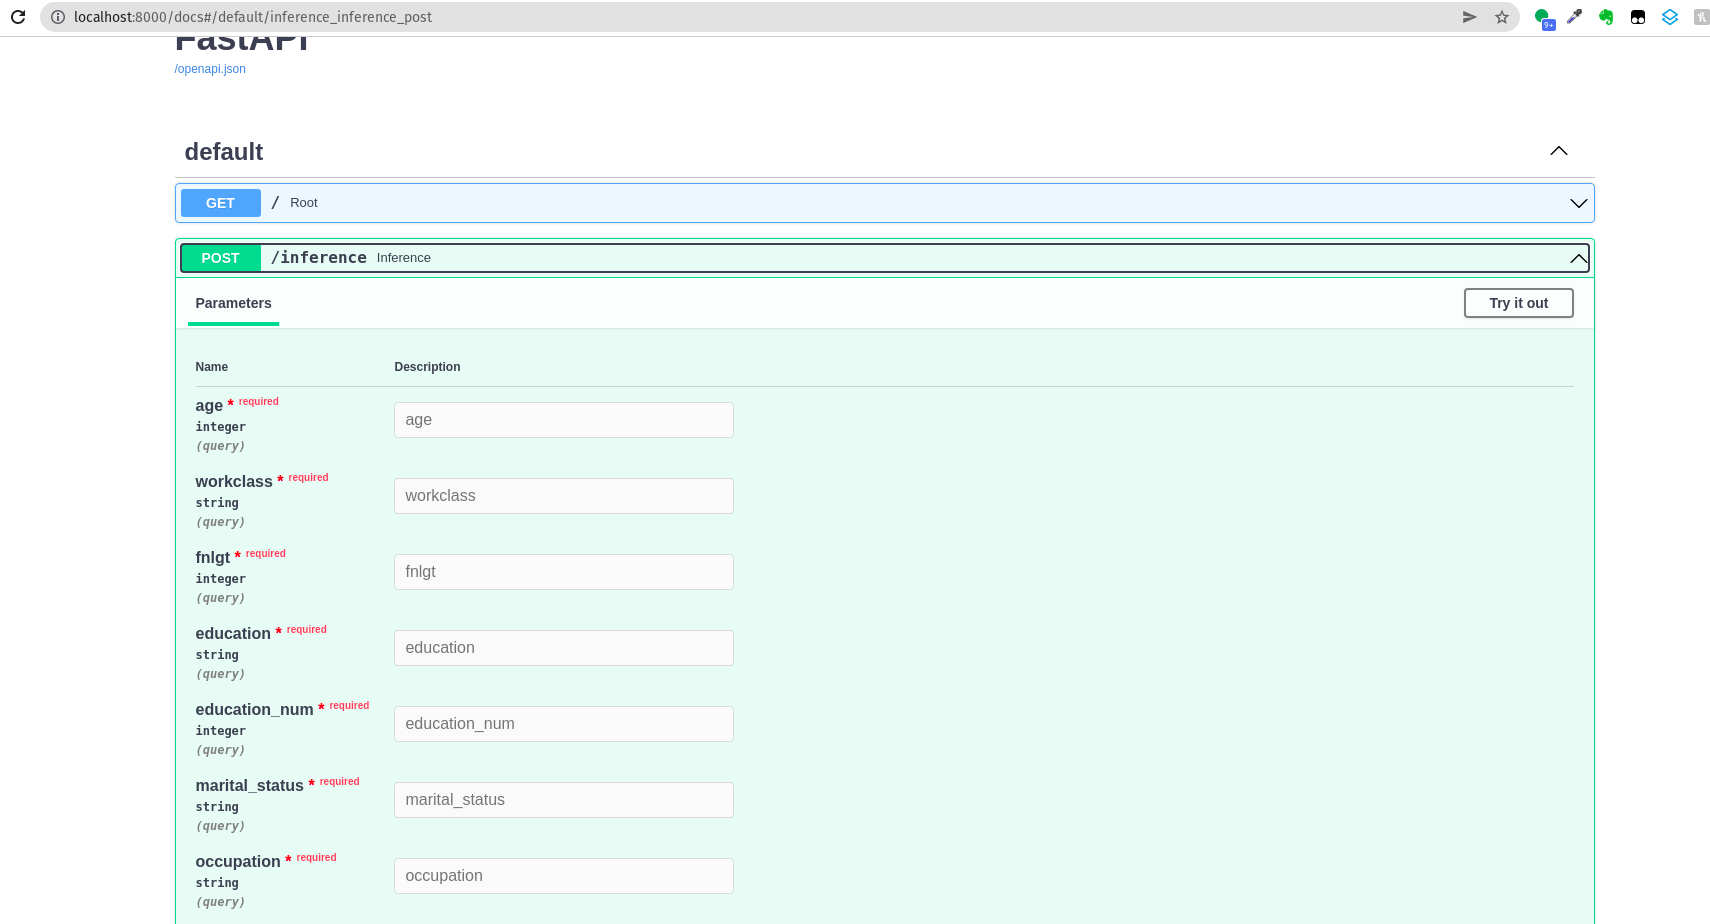 localhost:8000/docs#/default/inference_inference_post
9+
FastAPI
/openapi.json
default
GET / Root
POST /inference Inference
Parameters
Try it out
Name Description
age * required
integer
(query)
age
workclass * required
string
(query)
workclass
fnlgt * required
integer
(query)
fnlgt
education * required
string
(query)
education
education_num * required
integer
(query)
education_num
marital_status * required
string
(query)
marital_status
occupation * required
string
(query)
occupation